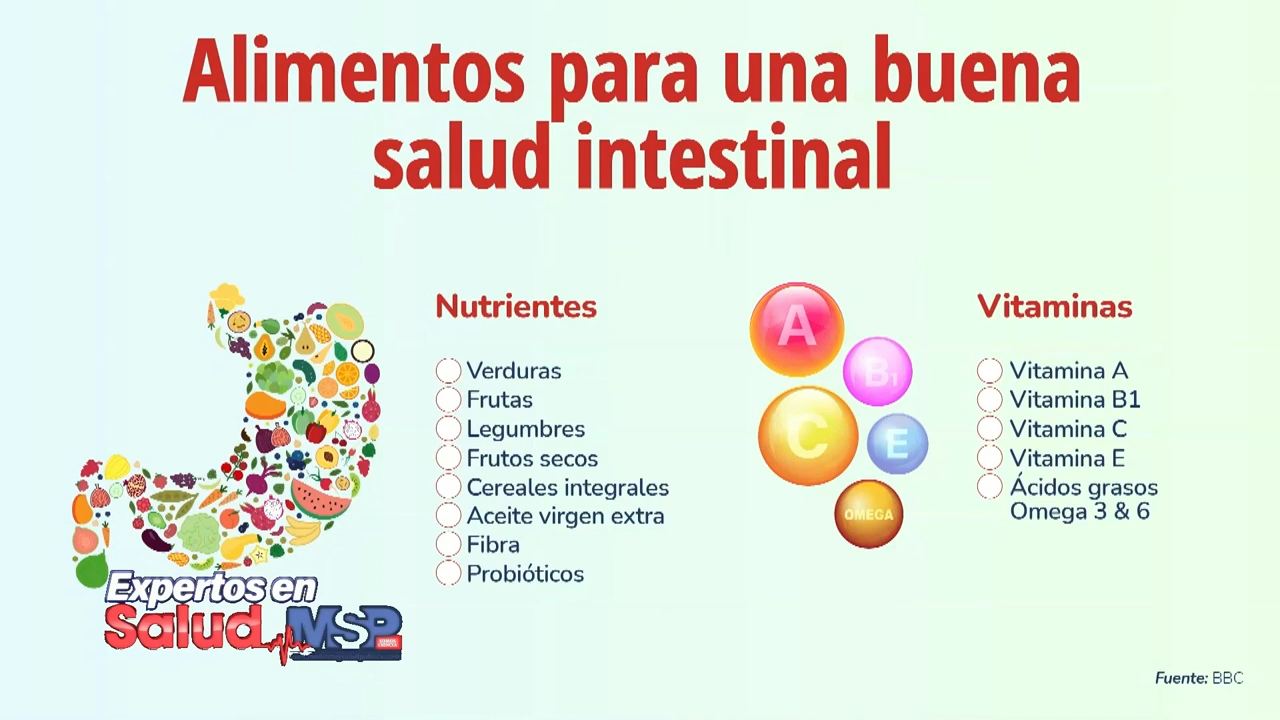 Alimentos para una buena
salud intestinal
Nutrientes
Verduras
Frutas
Legumbres
Frutos secos
Cereales integrales
Aceite virgen extra
Fibra
Probióticos
A
B1
C
E
OMEGA
Vitaminas
Vitamina A
Vitamina B1
Vitamina C
Vitamina E
Ácidos grasos
Omega 3 & 6
Expertos en
Salud MSP
Fuente: BBC